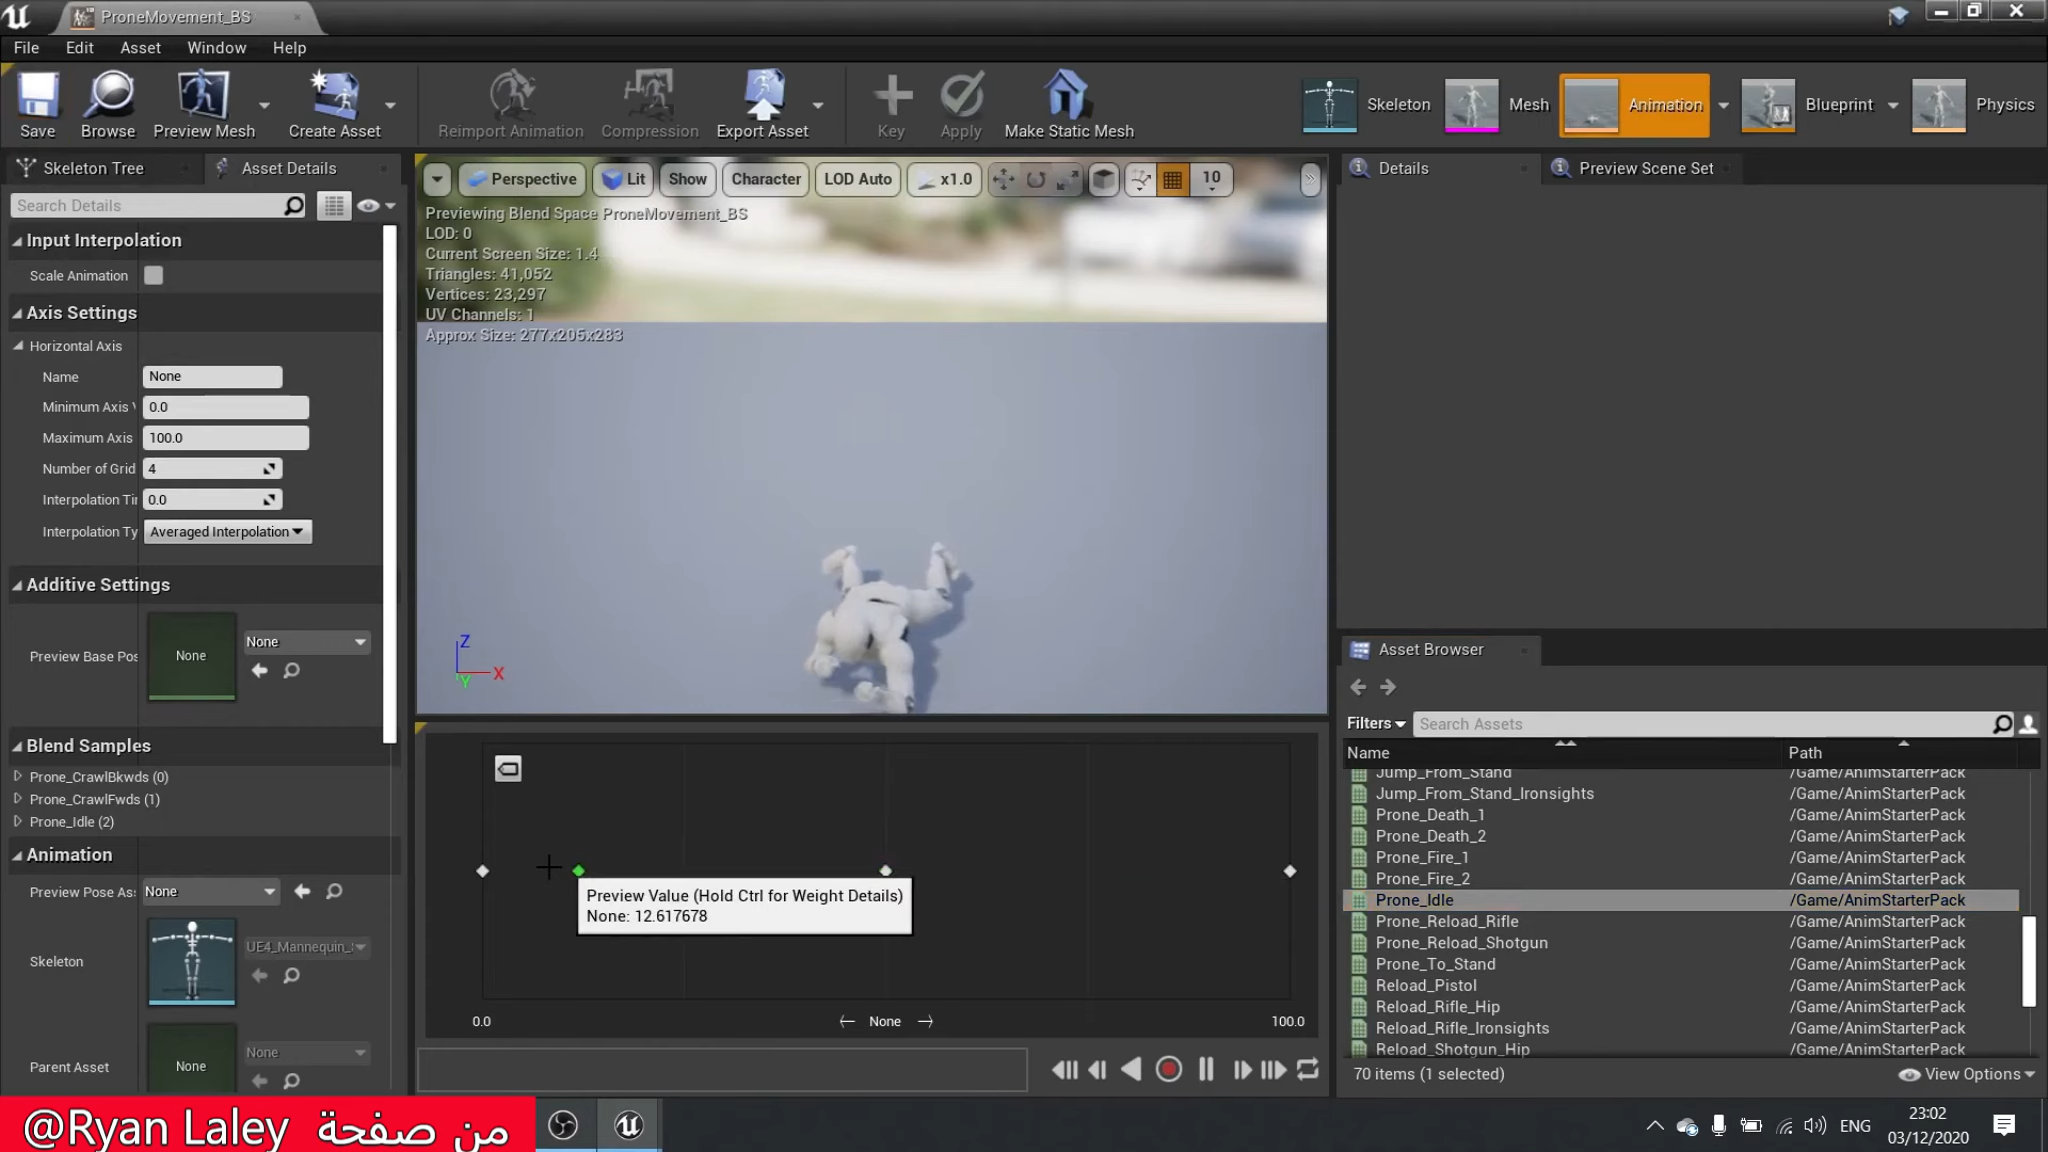 ProneMovement_BS
File Edit Asset Window Help
Save Browse Preview Mesh Create Asset Reimport Animation Compression Export Asset Key Apply Make Static Mesh Skeleton Mesh Animation Blueprint Physics
Skeleton Tree Asset Details
Search Details
Input Interpolation
Scale Animation
Axis Settings
Horizontal Axis
Name None
Minimum Axis V 0.0
Maximum Axis 100.0
Number of Grid 4
Interpolation Tir 0.0
Interpolation Ty Averaged Interpolation
Additive Settings
Preview Base Pos None None
Blend Samples
Prone_CrawlBkwds (0)
Prone_CrawlFwds (1)
Prone_Idle (2)
Animation
Preview Pose Ass None
Skeleton UE4_Mannequin_
Parent Asset None None
Perspective Lit Show Character LOD Auto x1.0 10
Previewing Blend Space ProneMovement_BS
LOD: 0
Current Screen Size: 1.4
Triangles: 41,052
Vertices: 23,297
UV Channels: 1
Approx Size: 277x205x283
Z
X
Y
Preview Value (Hold Ctrl for Weight Details)
None: 12.617678
0.0 None 100.0
Details Preview Scene Set
Asset Browser
Filters Search Assets
Name Path
Jump_From_Stand /Game/AnimStarterPack
Jump_From_Stand_Ironsights /Game/AnimStarterPack
Prone_Death_1 /Game/AnimStarterPack
Prone_Death_2 /Game/AnimStarterPack
Prone_Fire_1 /Game/AnimStarterPack
Prone_Fire_2 /Game/AnimStarterPack
Prone_Idle /Game/AnimStarterPack
Prone_Reload_Rifle /Game/AnimStarterPack
Prone_Reload_Shotgun /Game/AnimStarterPack
Prone_To_Stand /Game/AnimStarterPack
Reload_Pistol /Game/AnimStarterPack
Reload_Rifle_Hip /Game/AnimStarterPack
Reload_Rifle_Ironsights /Game/AnimStarterPack
Reload_Shotgun_Hip /Game/AnimStarterPack
70 items (1 selected) View Options
@Ryan Laley من صفحة
ENG 23:02
03/12/2020